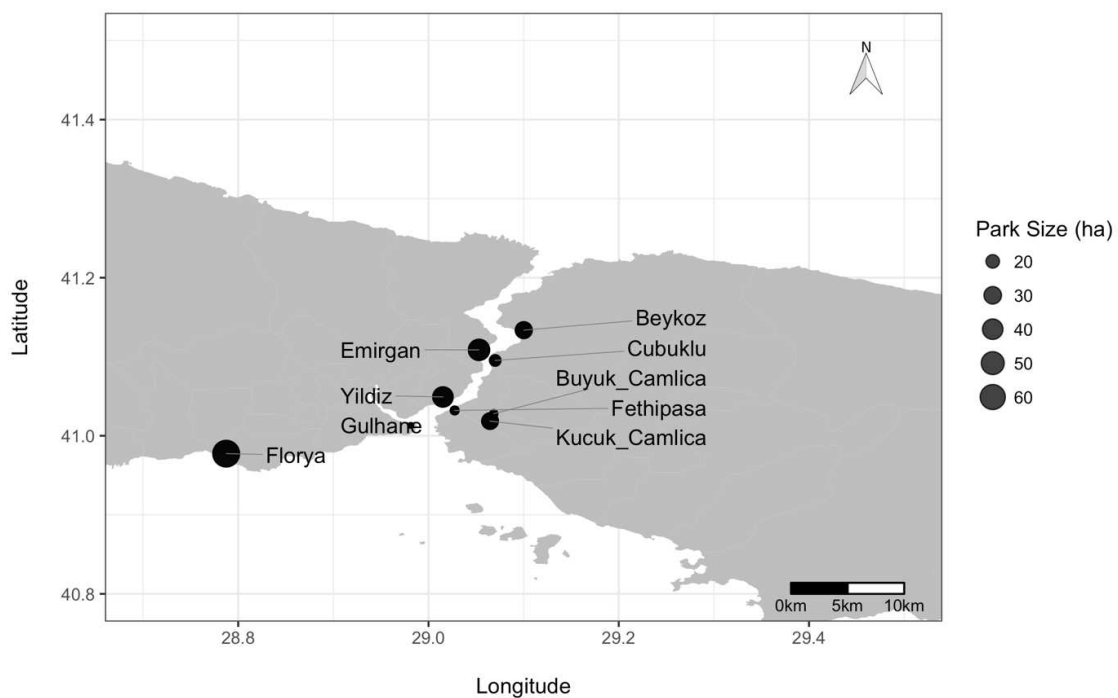 N
41.4
41.2
41.0
40.8
Latitude
Beykoz
Emirgan
Cubuklu
Buyuk_Camlica
Yildiz
Fethipasa
Gulhane
Kucuk_Camlica
Florya
0km 5km 10km
28.8 29.0 29.2 29.4
Longitude
Park Size (ha)
20
30
40
50
60